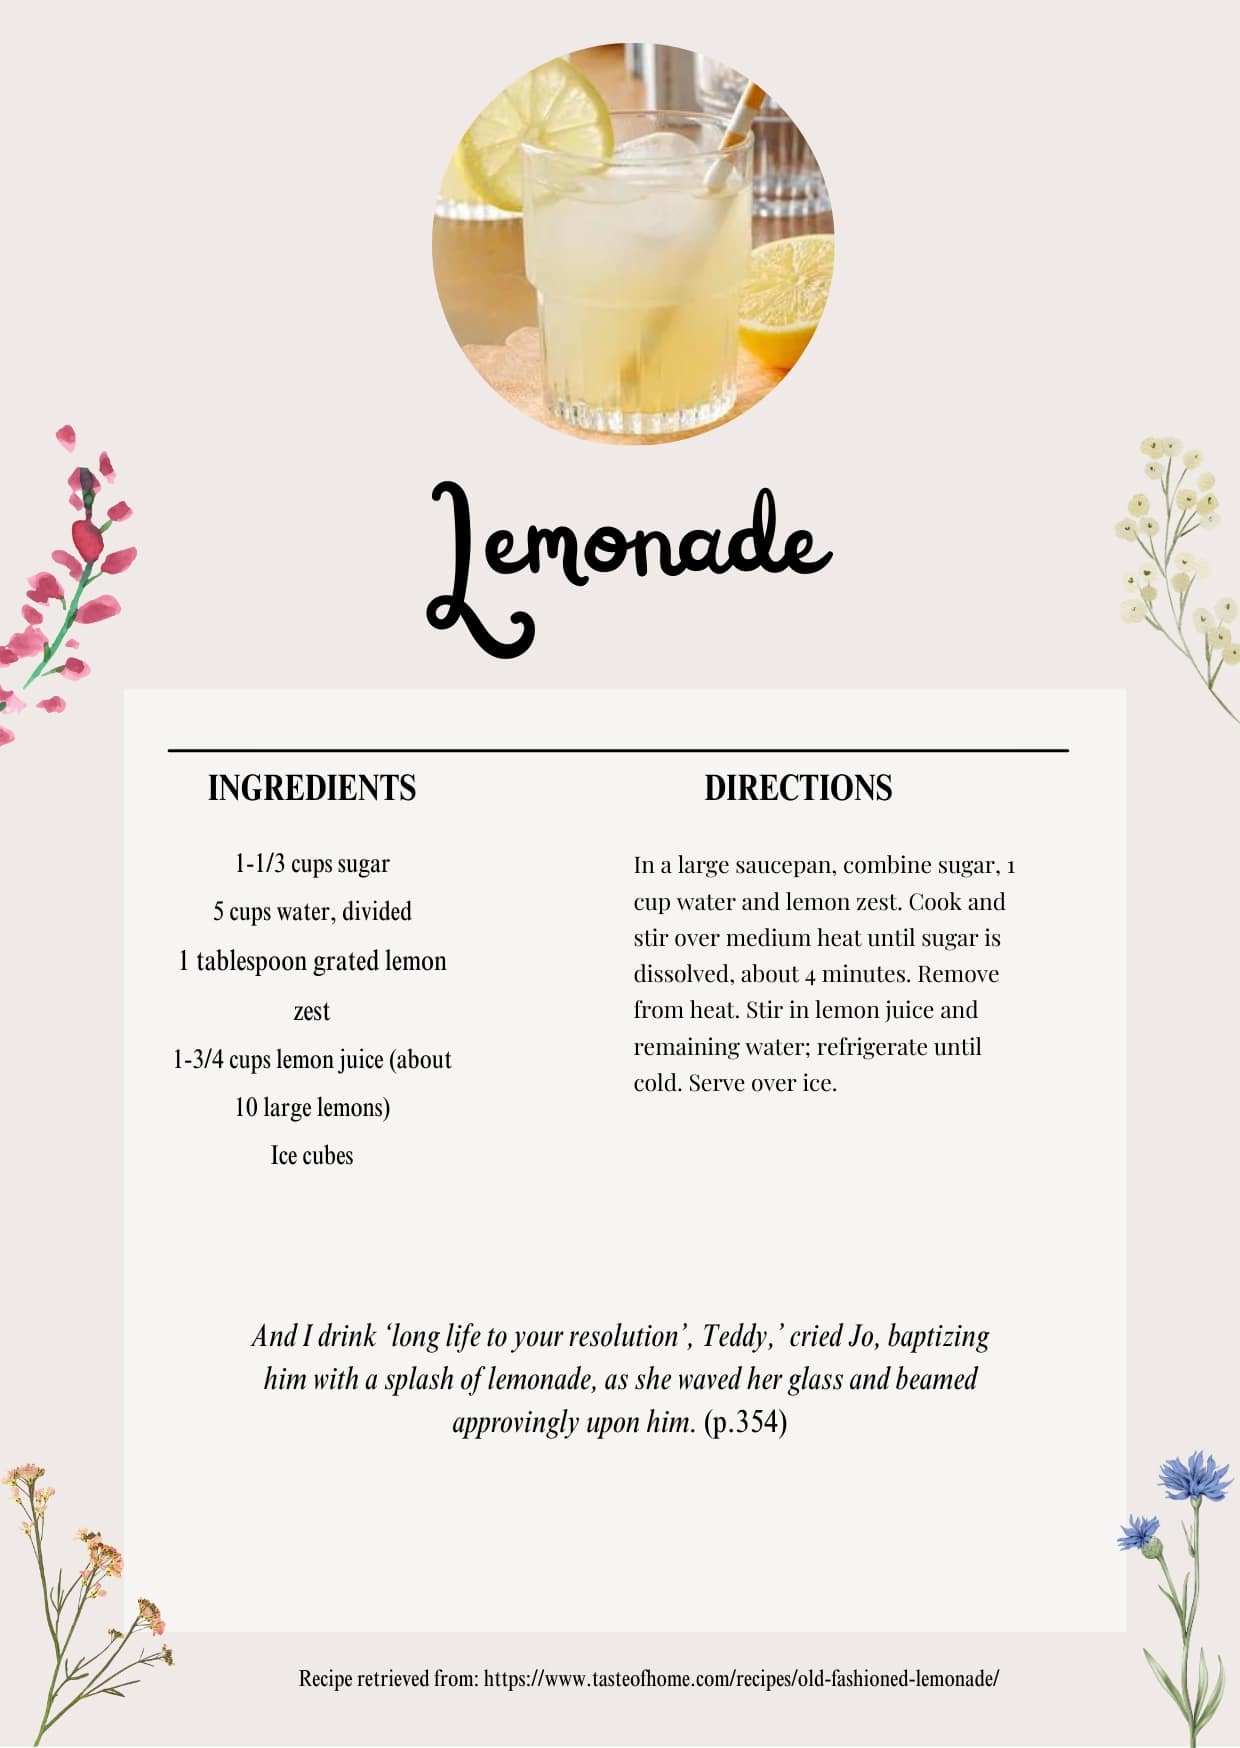 Lemonade
INGREDIENTS
1-1/3 cups sugar
5 cups water, divided
1 tablespoon grated lemon
zest
1-3/4 cups lemon juice (about
10 large lemons)
Ice cubes
DIRECTIONS
In a large saucepan, combine sugar, 1
cup water and lemon zest. Cook and
stir over medium heat until sugar is
dissolved, about 4 minutes. Remove
from heat. Stir in lemon juice and
remaining water; refrigerate until
cold. Serve over ice.
And I drink ‘long life to your resolution’, Teddy,’ cried Jo, baptizing
him with a splash of lemonade, as she waved her glass and beamed
approvingly upon him. (p.354)
Recipe retrieved from: https://www.tasteofhome.com/recipes/old-fashioned-lemonade/